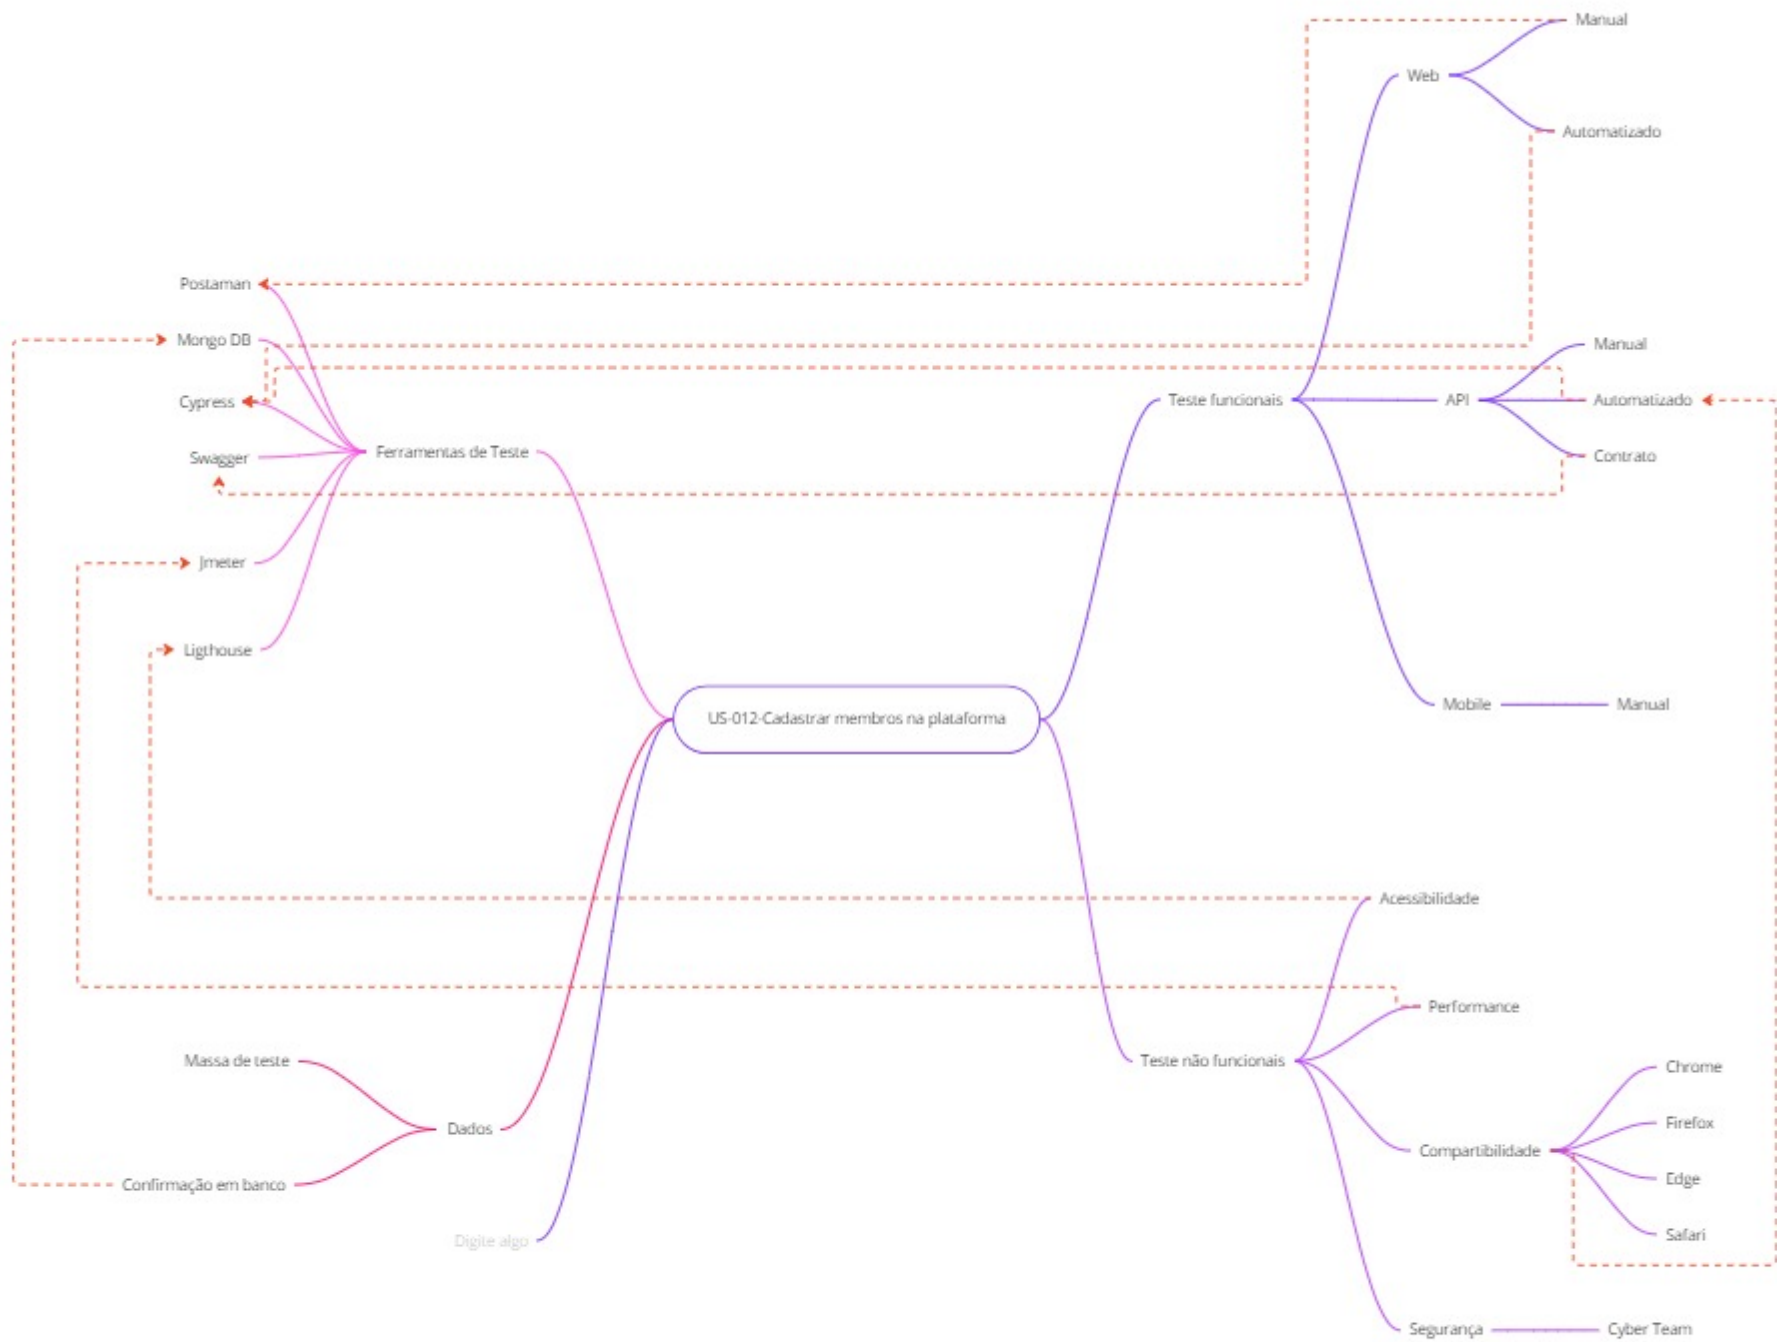 Manual
Web
Automatizado
Postaman
Mongo DB
Cypress
Swagger
Jmeter
Ligthouse
Ferramentas de Teste
Teste funcionais
API
Manual
Automatizado
Contrato
Mobile
Manual
US-012-Cadastrar membros na plataforma
Acessibilidade
Performance
Teste não funcionais
Compartibilidade
Chrome
Firefox
Edge
Safari
Segurança
Cyber Team
Massa de teste
Dados
Confirmação em banco
Digite algo